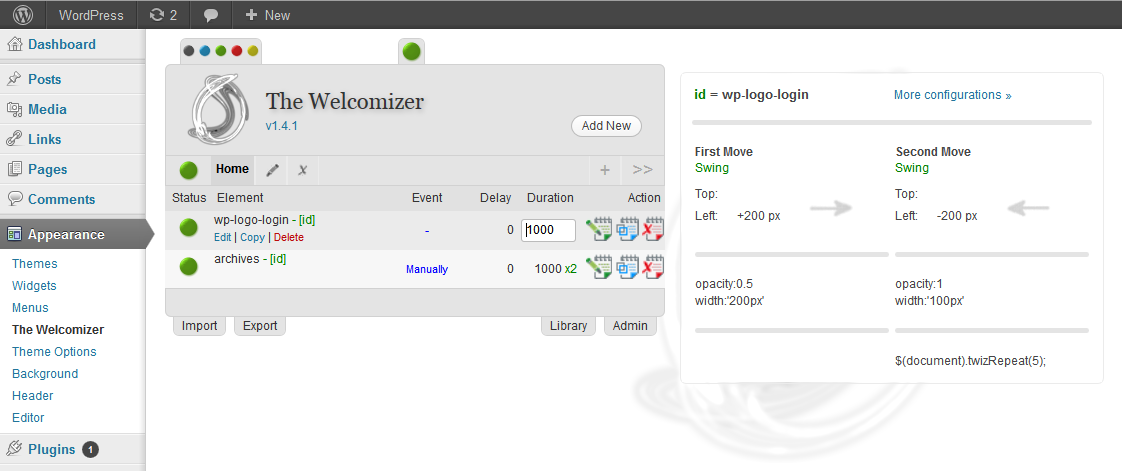 WordPress 2 + New
Dashboard
Posts
Media
Links
Pages
Comments
Appearance
Themes
Widgets
Menus
The Welcomizer
Theme Options
Background
Header
Editor
Plugins 1
The Welcomizer
v1.4.1
Add New
Home x + >>
Status Element Event Delay Duration Action
wp-logo-login - [id] - 0 1000
Edit | Copy | Delete
archives - [id] Manually 0 1000 x2
Import Export Library Admin
id = wp-logo-login More configurations »
First Move Second Move
Swing Swing
Top: Top:
Left: +200 px Left: -200 px
opacity:0.5 opacity:1
width:'200px' width:'100px'
$(document).twizRepeat(5);